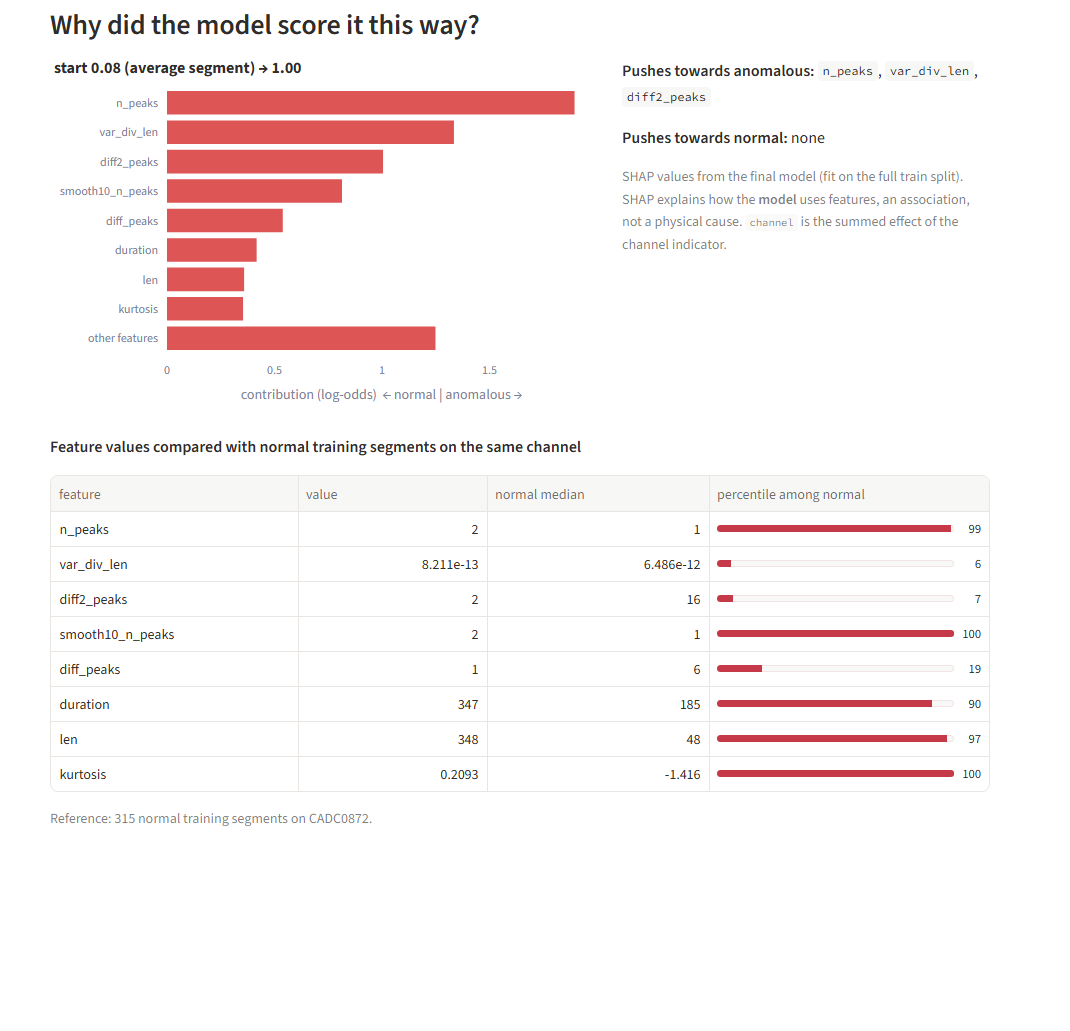 Why did the model score it this way?
start 0.08 (average segment) → 1.00
n_peaks
var_div_len
diff2_peaks
smooth10_n_peaks
diff_peaks
duration
len
kurtosis
other features
0 0.5 1 1.5
contribution (log-odds) ← normal | anomalous →
Pushes towards anomalous: n_peaks , var_div_len ,
diff2_peaks
Pushes towards normal: none
SHAP values from the final model (fit on the full train split).
SHAP explains how the model uses features, an association,
not a physical cause. channel is the summed effect of the
channel indicator.
Feature values compared with normal training segments on the same channel
feature value normal median percentile among normal
n_peaks 2 1 99
var_div_len 8.211e-13 6.486e-12 6
diff2_peaks 2 16 7
smooth10_n_peaks 2 1 100
diff_peaks 1 6 19
duration 347 185 90
len 348 48 97
kurtosis 0.2093 -1.416 100
Reference: 315 normal training segments on CADC0872.